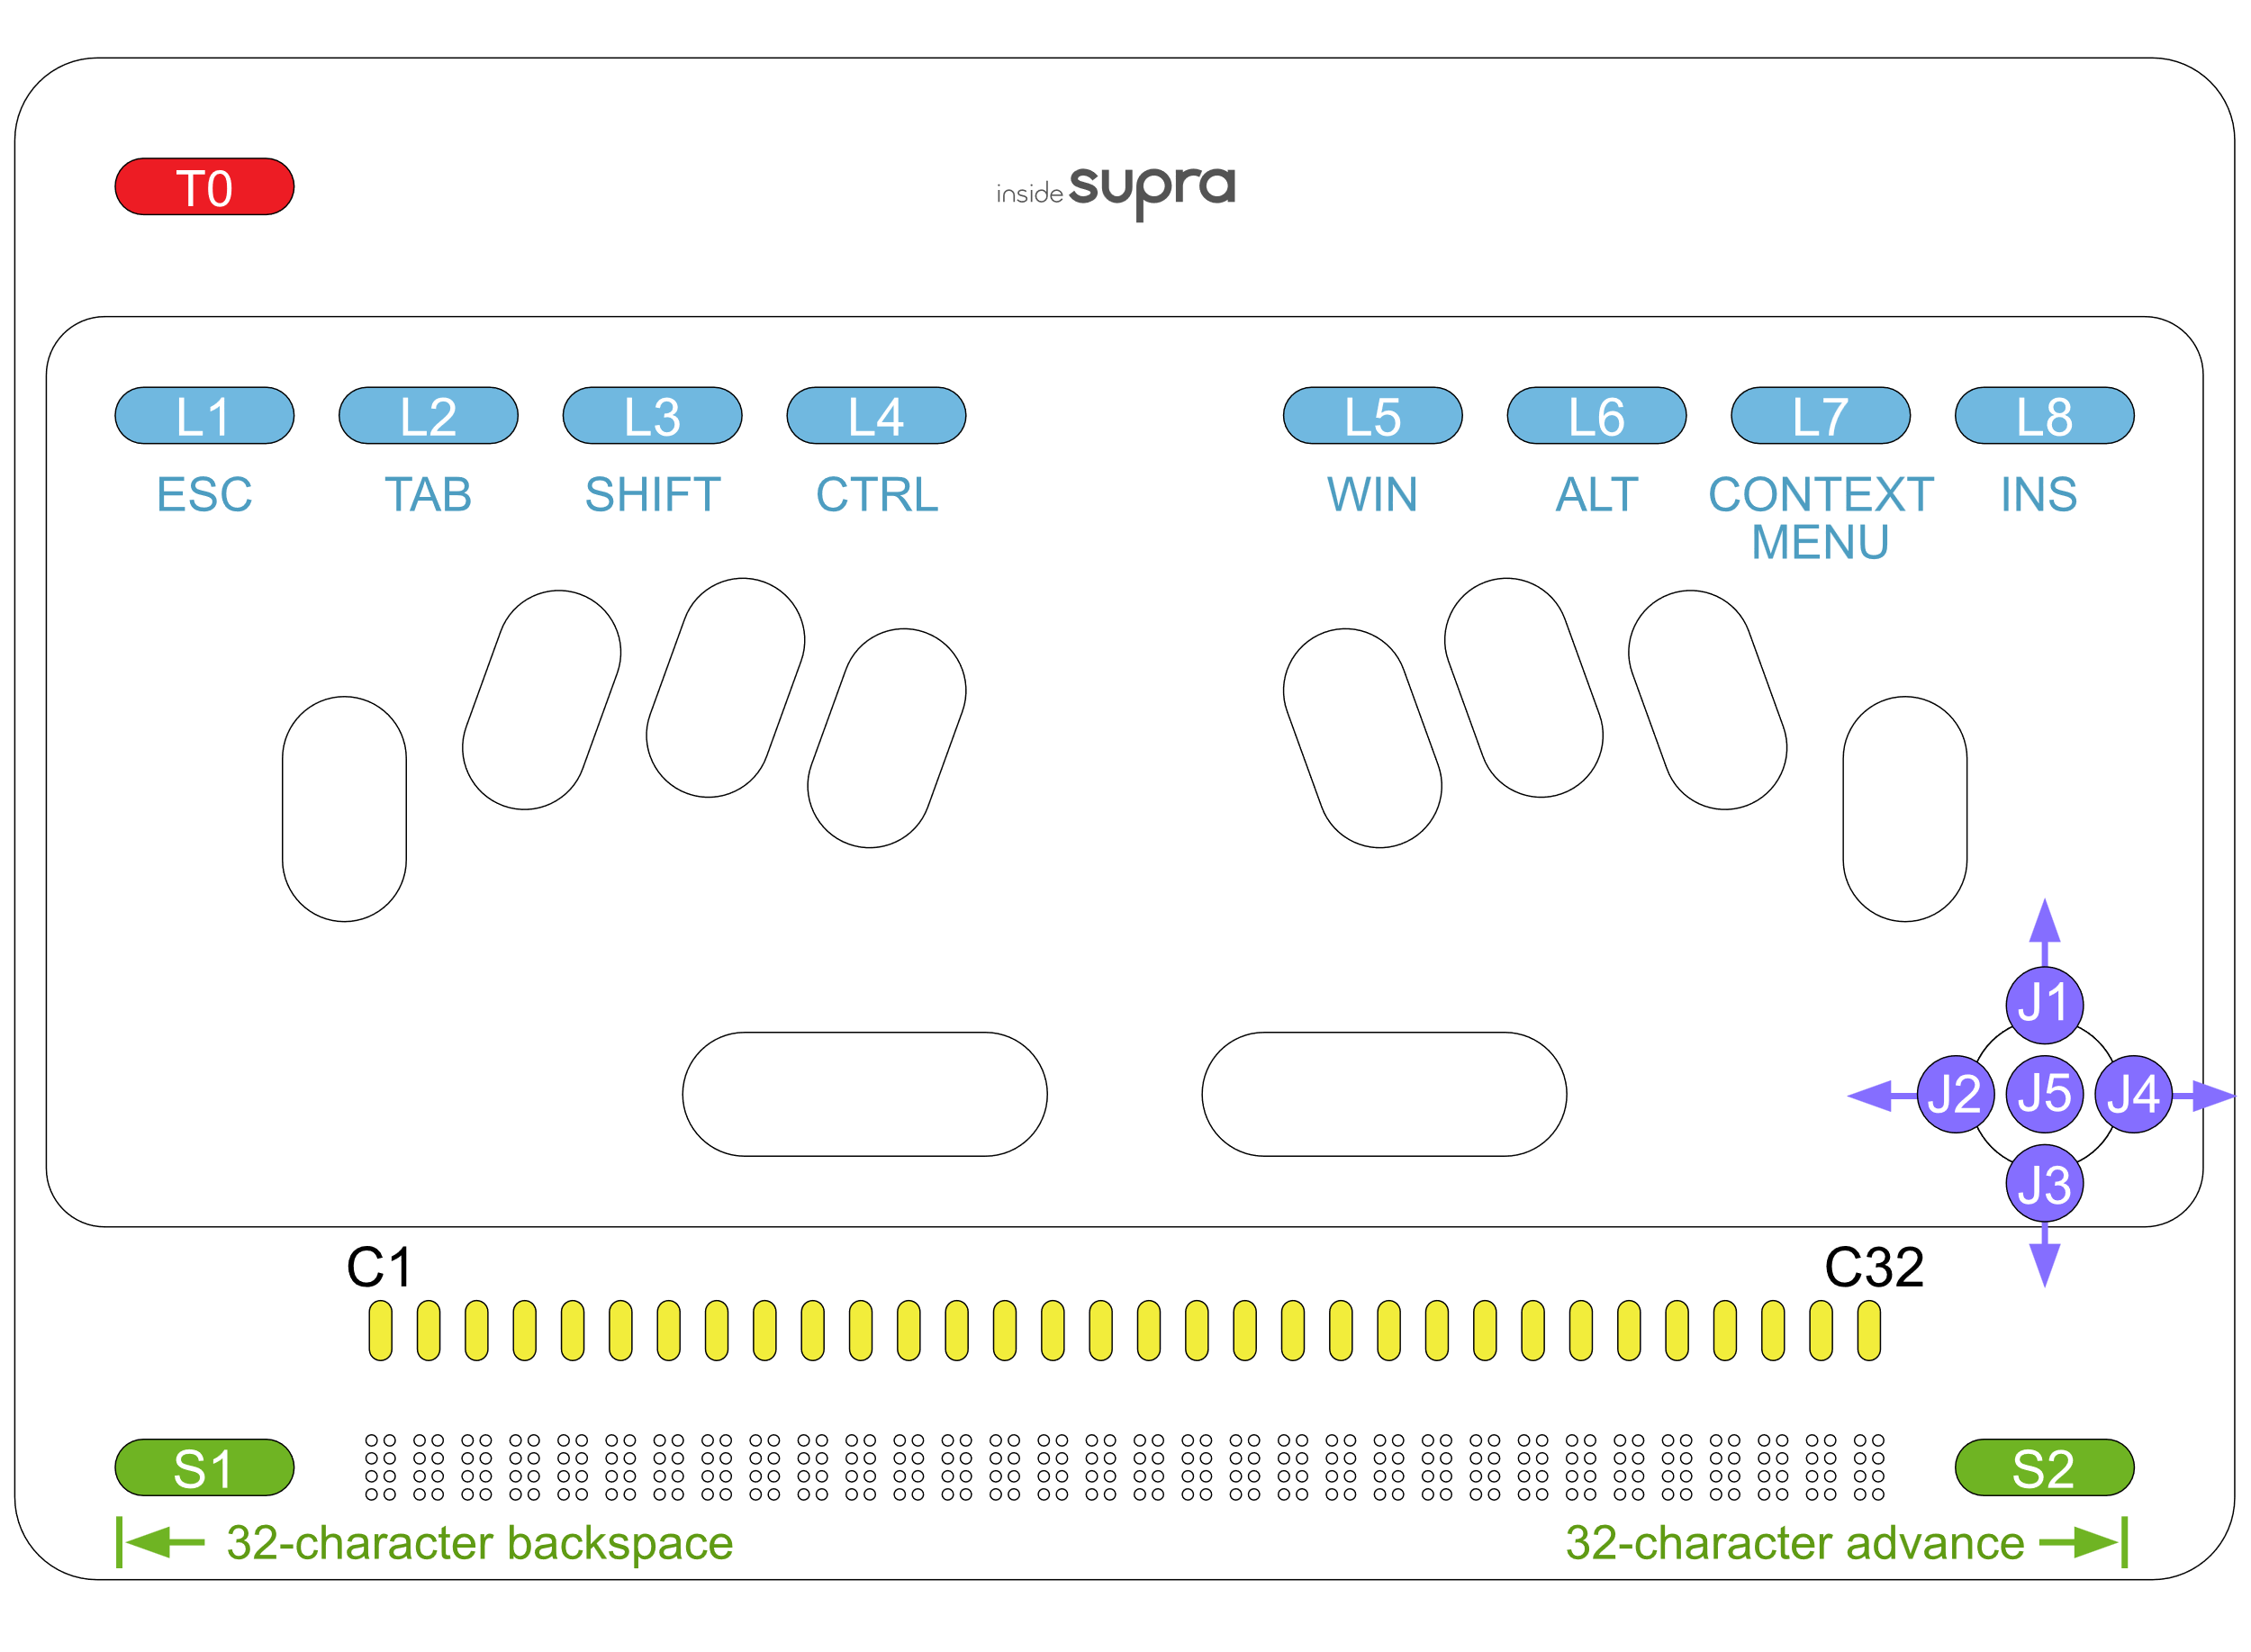 T0
inside supra
L1 L2 L3 L4 L5 L6 L7 L8
ESC TAB SHIFT CTRL WIN ALT CONTEXT MENU INS
J1
J2 J5 J4
J3
C1 C32
S1 S2
32-character backspace 32-character advance